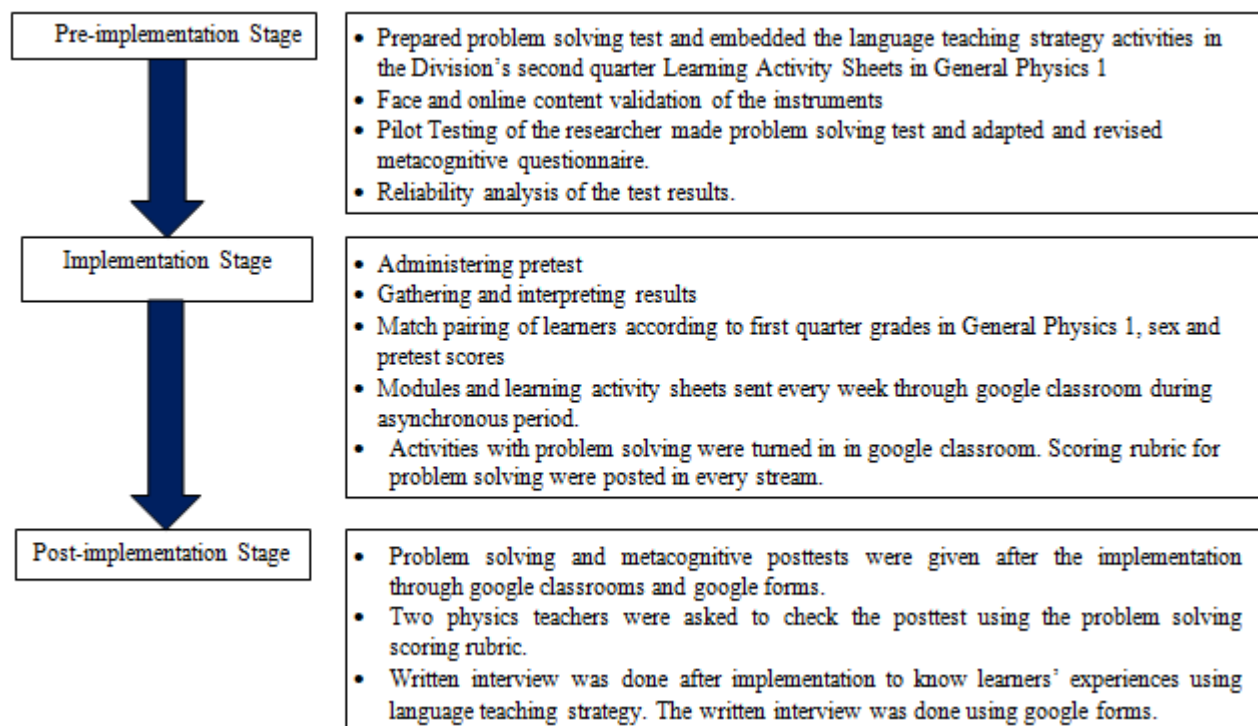 Pre-implementation Stage
• Prepared problem solving test and embedded the language teaching strategy activities in
the Division’s second quarter Learning Activity Sheets in General Physics 1
• Face and online content validation of the instruments
• Pilot Testing of the researcher made problem solving test and adapted and revised
metacognitive questionnaire.
• Reliability analysis of the test results.
Implementation Stage
• Administering pretest
• Gathering and interpreting results
• Match pairing of learners according to first quarter grades in General Physics 1, sex and
pretest scores
• Modules and learning activity sheets sent every week through google classroom during
asynchronous period.
• Activities with problem solving were turned in in google classroom. Scoring rubric for
problem solving were posted in every stream.
Post-implementation Stage
• Problem solving and metacognitive posttests were given after the implementation
through google classrooms and google forms.
• Two physics teachers were asked to check the posttest using the problem solving
scoring rubric.
• Written interview was done after implementation to know learners’ experiences using
language teaching strategy. The written interview was done using google forms.